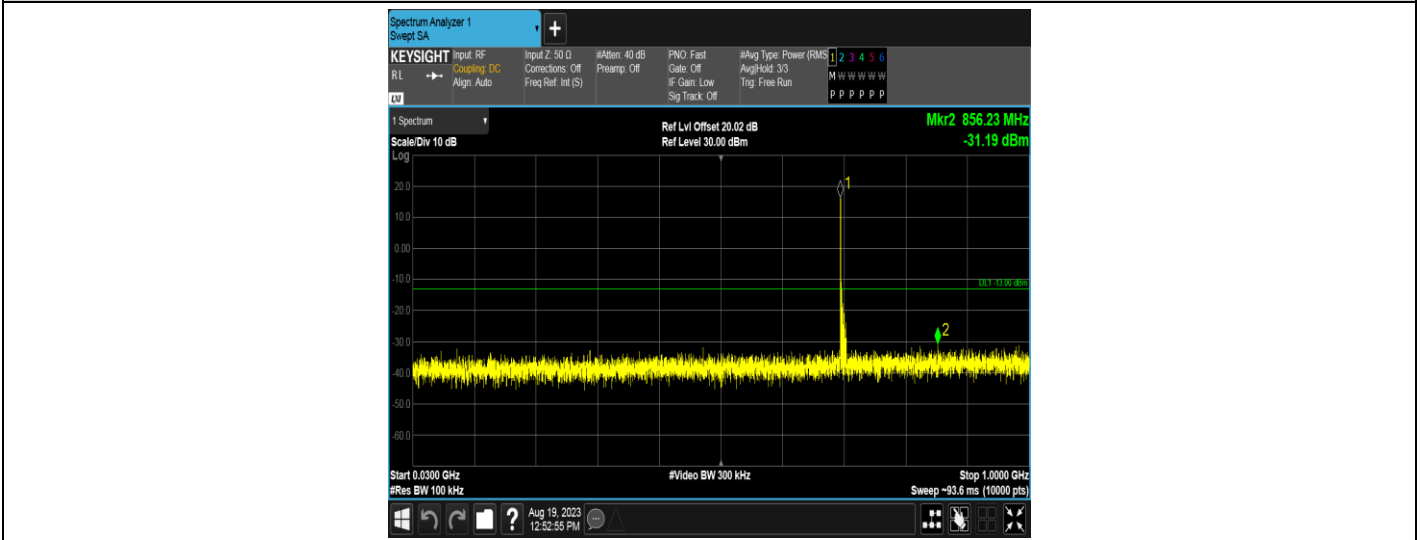 Spectrum Analyzer 1
Swept SA
+
KEYSIGHT
RL
LXI
Input: RF
Coupling: DC
Align: Auto
Input Z: 50 Ω
Corrections: Off
Freq Ref: Int (S)
#Atten: 40 dB
Preamp: Off
PNO: Fast
Gate: Off
IF Gain: Low
Sig Track: Off
#Avg Type: Power (RMS
Avg|Hold: 3/3
Trig: Free Run
1 2 3 4 5 6
M W W W W W
P P P P P P
1 Spectrum
Scale/Div 10 dB
Log
Ref Lvl Offset 20.02 dB
Ref Level 30.00 dBm
Mkr2 856.23 MHz
-31.19 dBm
1
20.0
10.0
0.00
-10.0
DL1 -13.00 dBm
-20.0
2
-30.0
-40.0
-50.0
-60.0
Start 0.0300 GHz
#Video BW 300 kHz
Stop 1.0000 GHz
#Res BW 100 kHz
Sweep ~93.6 ms (10000 pts)
?
Aug 19, 2023
12:52:55 PM